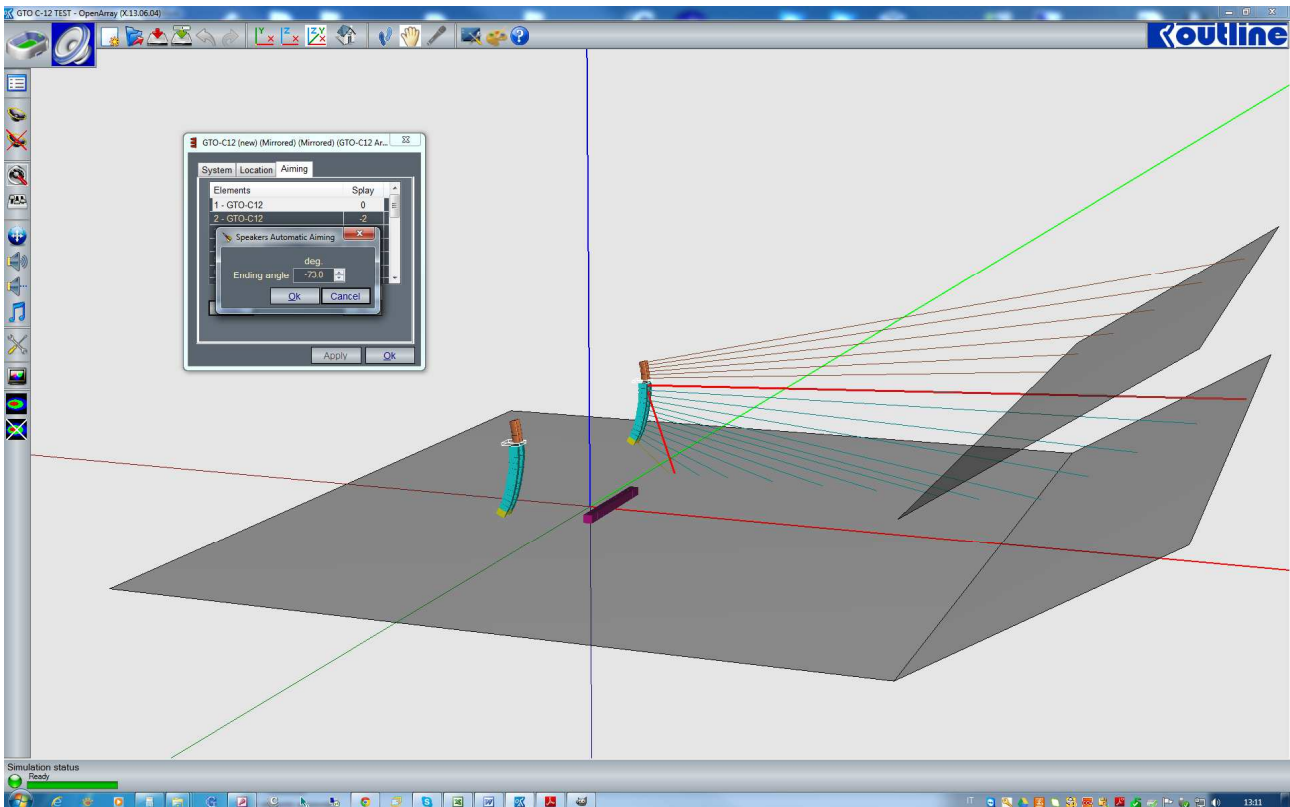 GTO C-12 TEST - OpenArray (X.13.06.04)
outline
GTO-C12 (new) (Mirrored) (Mirrored) (GTO-C12 Ar...
System Location Aiming
Elements Splay
1 - GTO-C12 0
2 - GTO-C12 -2
Speakers Automatic Aiming
deg.
Ending angle -73.0
Ok Cancel
Apply Ok
Simulation status
Ready
IT 13:11